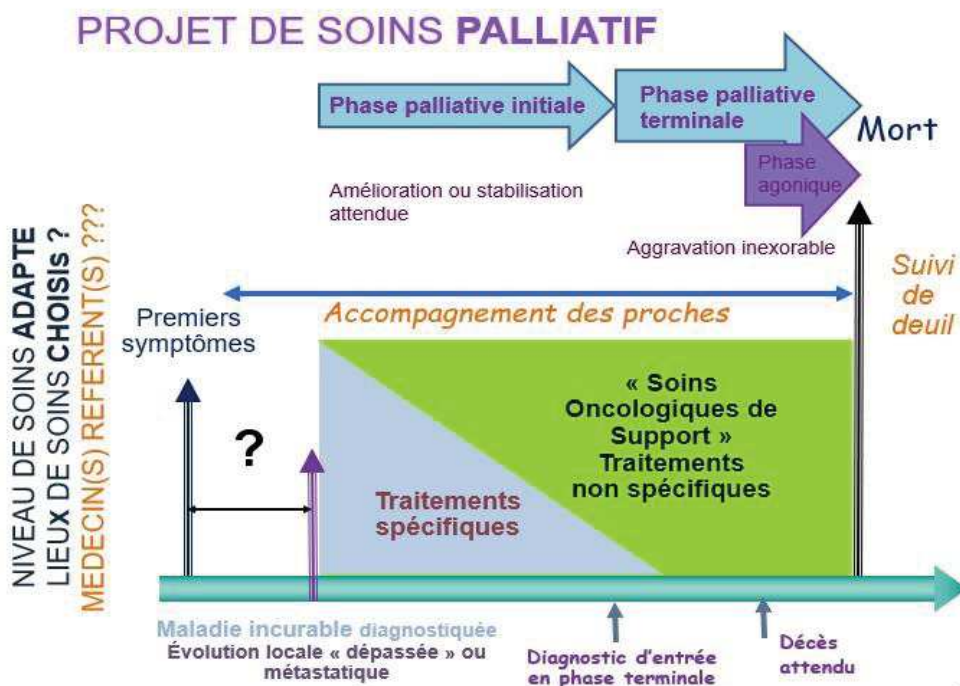 PROJET DE SOINS PALLIATIF
Phase palliative initiale
Phase palliative
terminale
Mort
Phase
agonique
Amélioration ou stabilisation
attendue
Aggravation inexorable
NIVEAU DE SOINS ADAPTE
LIEUX DE SOINS CHOISIS ?
MEDECIN(S) REFERENT(S) ???
Suivi
de
deuil
Accompagnement des proches
Premiers
symptômes
?
« Soins
Oncologiques de
Support »
Traitements
non spécifiques
Traitements
spécifiques
Maladie incurable diagnostiquée
Évolution locale « dépassée » ou
métastatique
Diagnostic d'entrée
en phase terminale
Décès
attendu